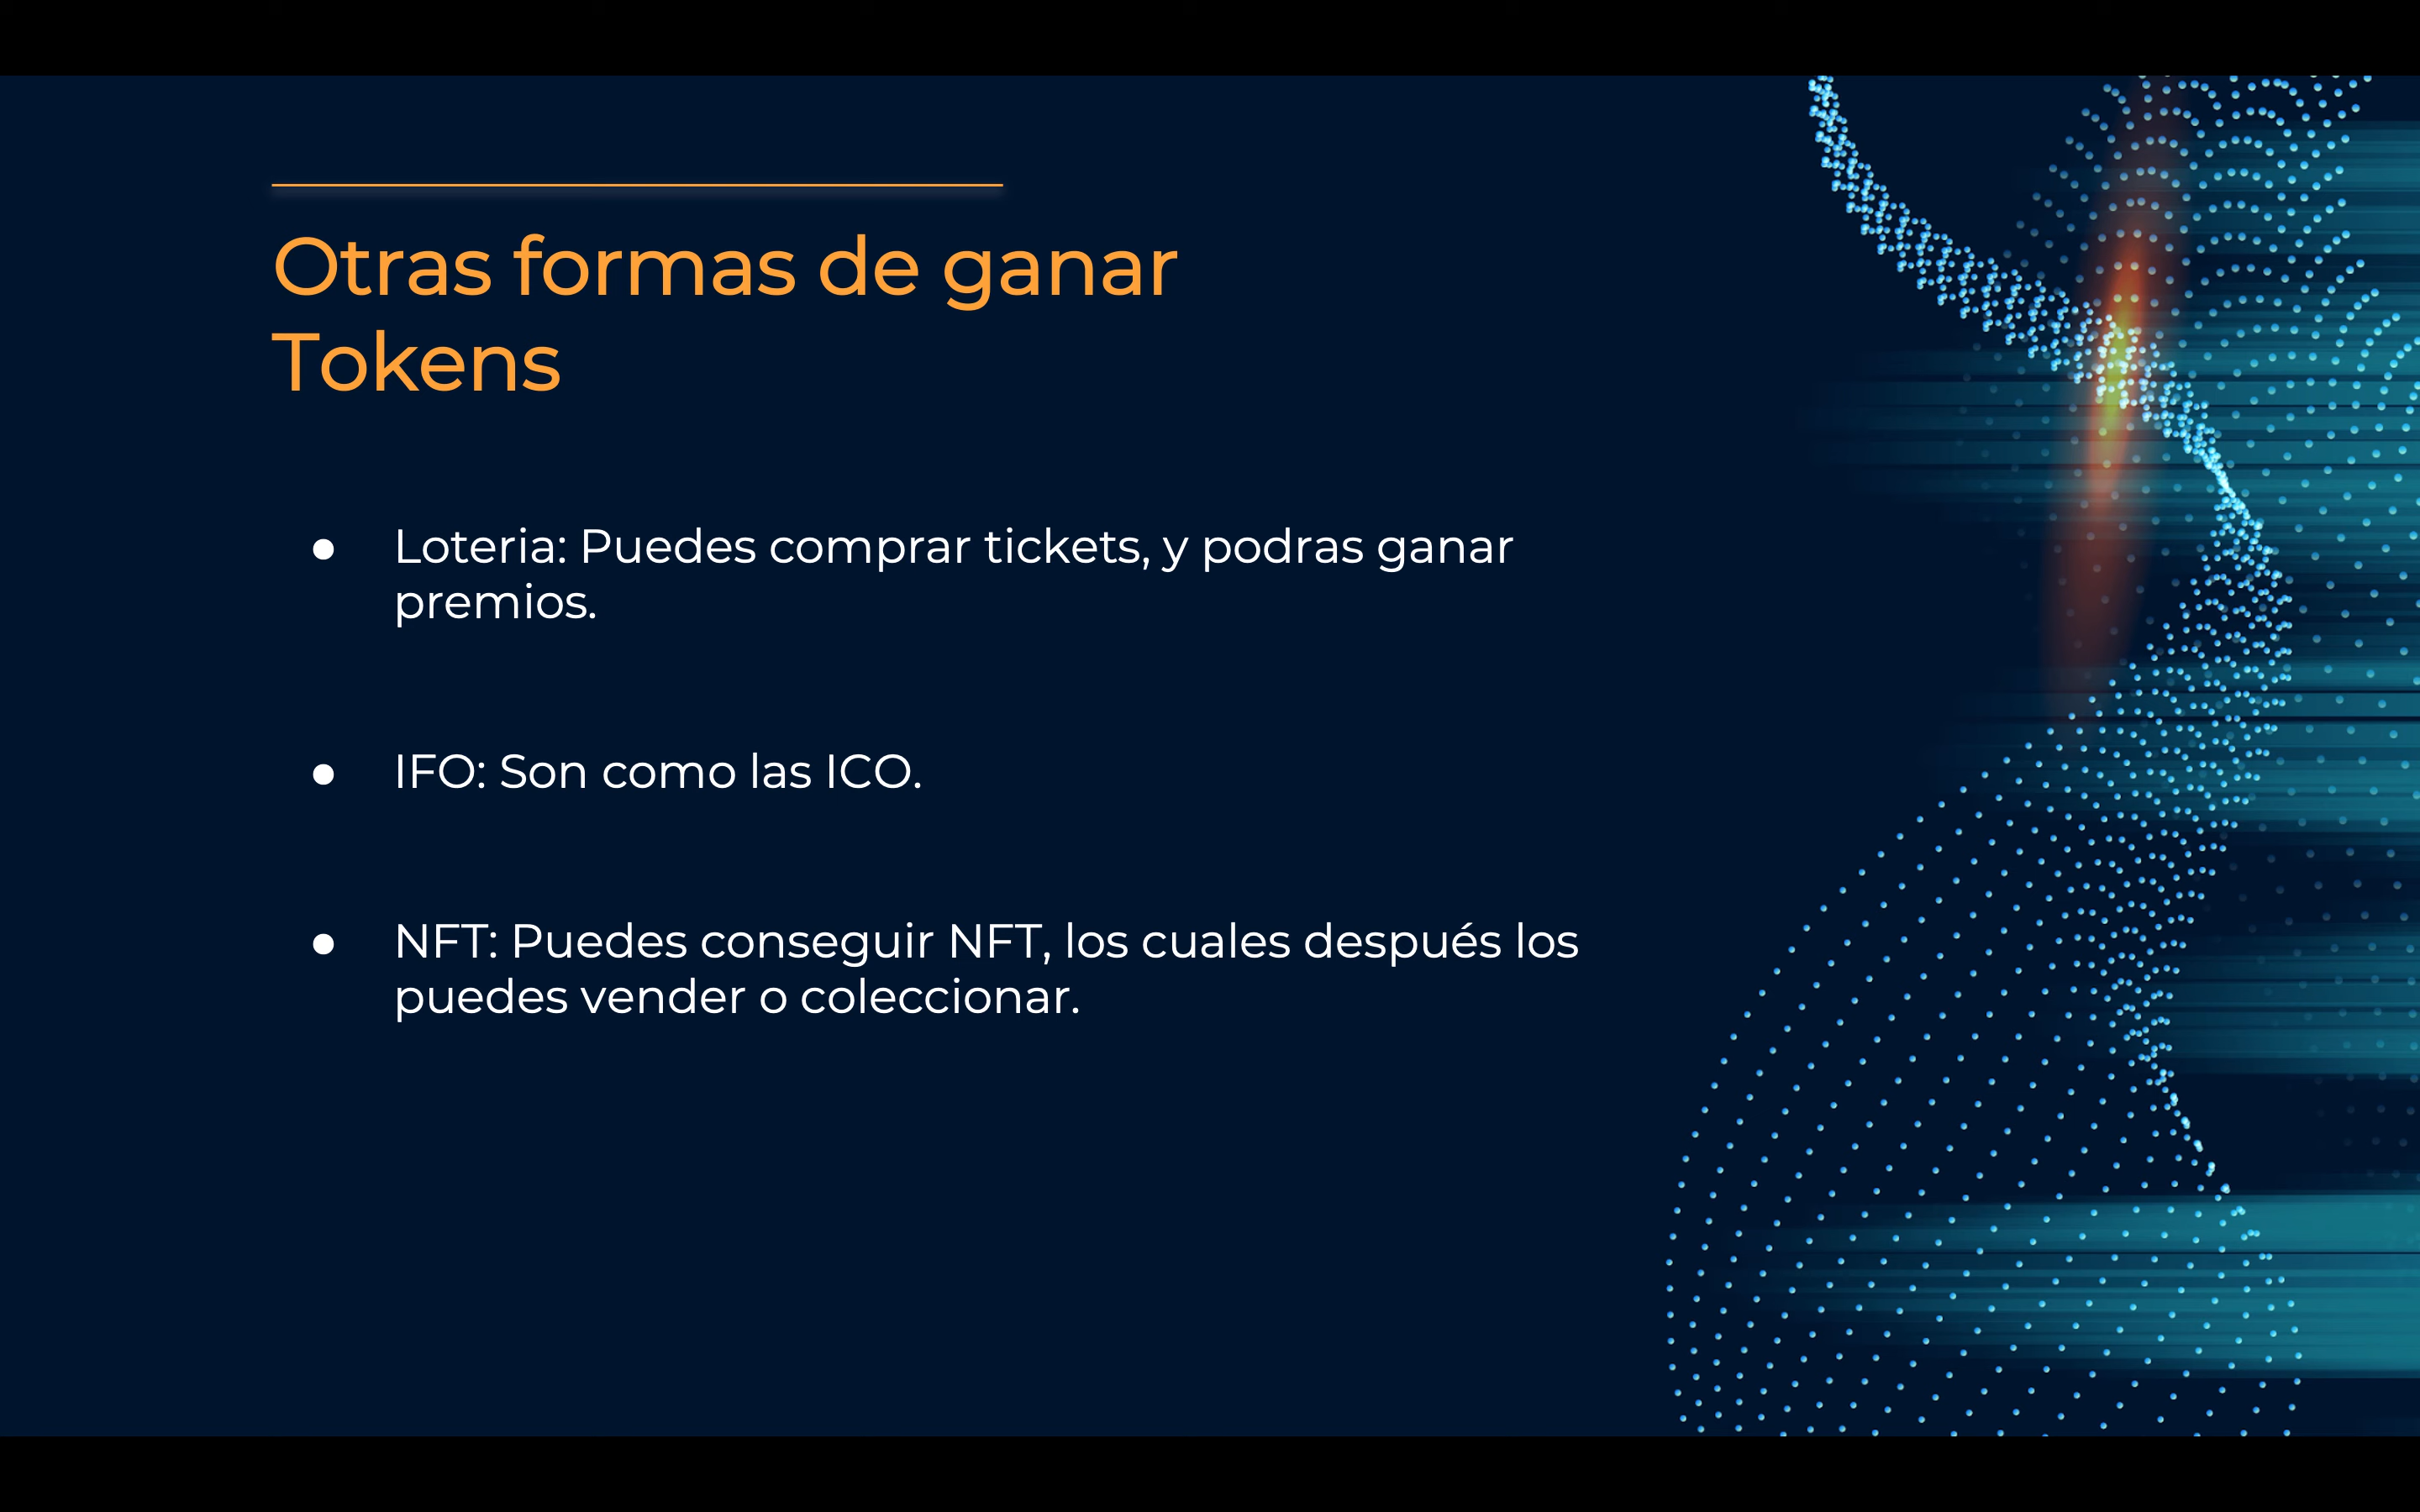 Otras formas de ganar
Tokens
● Loteria: Puedes comprar tickets, y podras ganar
premios.
● IFO: Son como las ICO.
● NFT: Puedes conseguir NFT, los cuales después los
puedes vender o coleccionar.